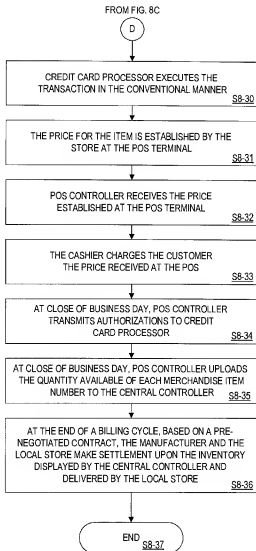 FROM FIG. 8C
D
CREDIT CARD PROCESSOR EXECUTES THE
TRANSACTION IN THE CONVENTIONAL MANNER
S8-30
THE PRICE FOR THE ITEM IS ESTABLISHED BY THE
STORE AT THE POS TERMINAL
S8-31
POS CONTROLLER RECEIVES THE PRICE
ESTABLISHED AT THE POS TERMINAL
S8-32
THE CASHIER CHARGES THE CUSTOMER
THE PRICE RECEIVED AT THE POS
S8-33
AT CLOSE OF BUSINESS DAY, POS CONTROLLER
TRANSMITS AUTHORIZATIONS TO CREDIT
CARD PROCESSOR
S8-34
AT CLOSE OF BUSINESS DAY, POS CONTROLLER UPLOADS
THE QUANTITY AVAILABLE OF EACH MERCHANDISE ITEM
NUMBER TO THE CENTRAL CONTROLLER
S8-35
AT THE END OF A BILLING CYCLE, BASED ON A PRE-
NEGOTIATED CONTRACT, THE MANUFACTURER AND THE
LOCAL STORE MAKE SETTLEMENT UPON THE INVENTORY
DISPLAYED BY THE CENTRAL CONTROLLER AND
DELIVERED BY THE LOCAL STORE
S8-36
END
S8-37